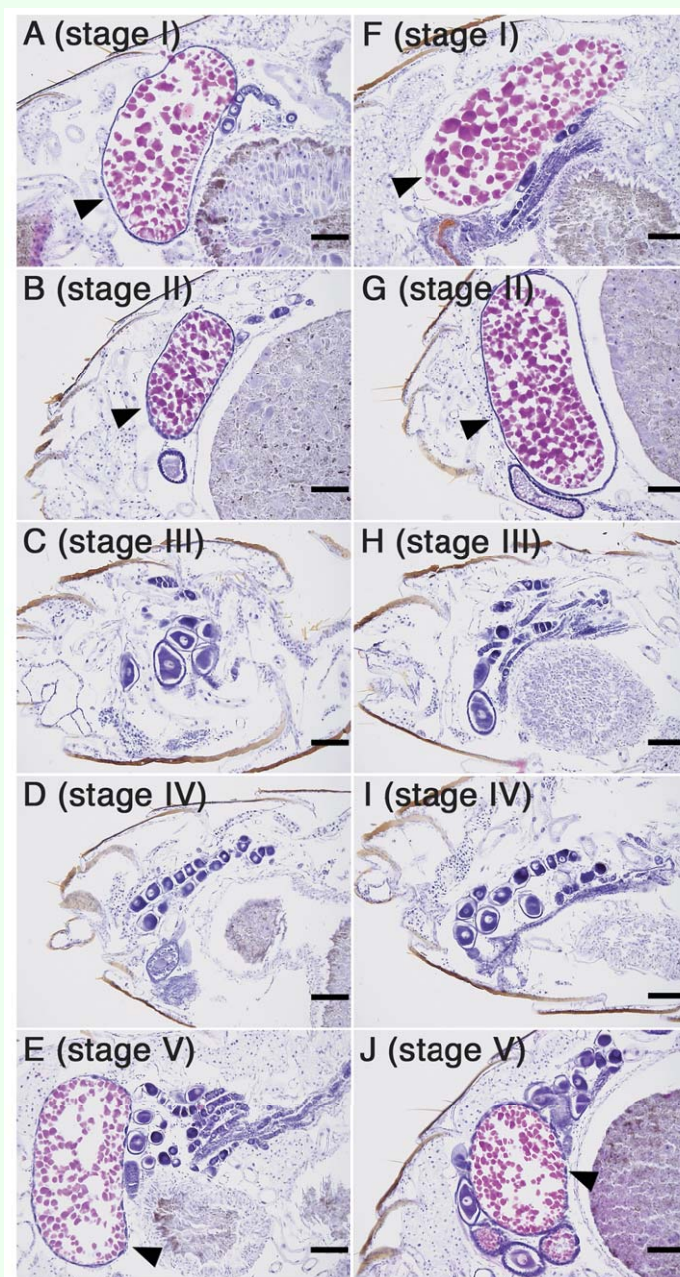 A (stage I)
F (stage I)
B (stage II)
G (stage II)
C (stage III)
H (stage III)
D (stage IV)
I (stage IV)
E (stage V)
J (stage V)